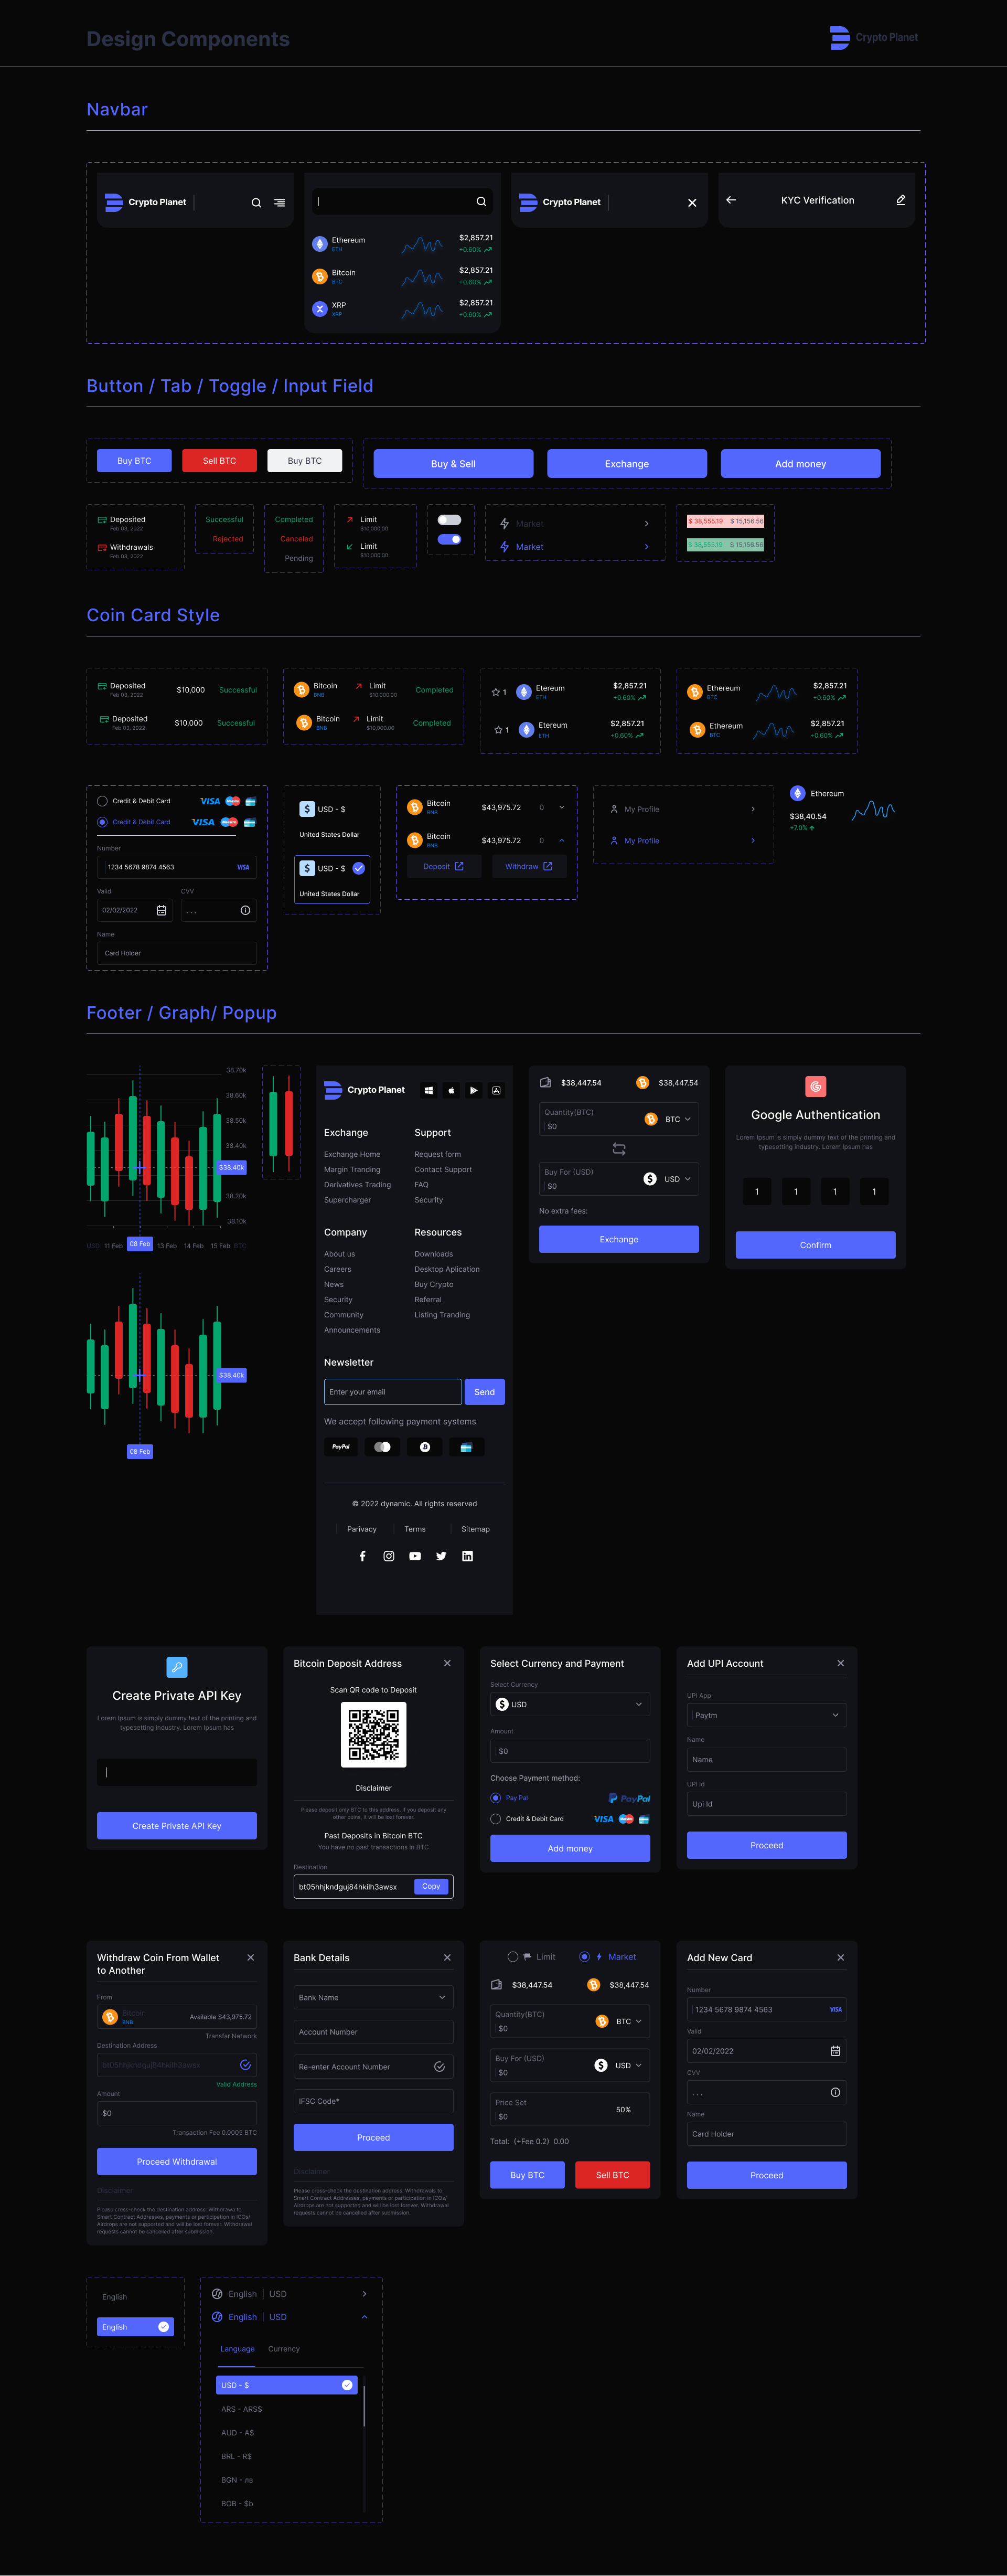 Design Components
Crypto Planet
Navbar
Crypto Planet
Ethereum
ETH
$2,857.21
+0.60%
Bitcoin
BTC
$2,857.21
+0.60%
XRP
XRP
$2,857.21
+0.60%
Crypto Planet
KYC Verification
Button / Tab / Toggle / Input Field
Buy BTC
Sell BTC
Buy BTC
Buy & Sell
Exchange
Add money
Deposited
Feb 03, 2022
Withdrawals
Feb 03, 2022
Successful
Rejected
Completed
Canceled
Pending
Limit
$10,000.00
Limit
$10,000.00
Market
Market
$ 38,555.19 $ 15,156.56
$ 38,555.19 $ 15,156.56
Coin Card Style
Deposited
Feb 03, 2022
$10,000
Successful
Deposited
Feb 03, 2022
$10,000
Successful
Bitcoin
BNB
Limit
$10,000.00
Completed
Bitcoin
BNB
Limit
$10,000.00
Completed
1
Etereum
ETH
$2,857.21
+0.60%
1
Etereum
ETH
$2,857.21
+0.60%
Ethereum
BTC
$2,857.21
+0.60%
Ethereum
BTC
$2,857.21
+0.60%
Credit & Debit Card
VISA
Credit & Debit Card
VISA
Number
1234 5678 9874 4563
VISA
Valid
CVV
02/02/2022
. . .
Name
Card Holder
USD - $
United States Dollar
USD - $
United States Dollar
Bitcoin
BNB
$43,975.72
0
Bitcoin
BNB
$43,975.72
0
Deposit
Withdraw
My Profile
My Profile
Ethereum
$38,40.54
+7.0%
Footer / Graph/ Popup
38.70k
38.60k
38.50k
38.40k
$38.40k
38.20k
38.10k
USD 11 Feb 08 Feb 13 Feb 14 Feb 15 Feb BTC
$38.40k
08 Feb
Crypto Planet
Exchange
Exchange Home
Margin Tranding
Derivatives Trading
Supercharger
Support
Request form
Contact Support
FAQ
Security
Company
About us
Careers
News
Security
Community
Announcements
Resources
Downloads
Desktop Aplication
Buy Crypto
Referral
Listing Tranding
Newsletter
Enter your email
Send
We accept following payment systems
PayPal
© 2022 dynamic. All rights reserved
Parivacy
Terms
Sitemap
$38,447.54
$38,447.54
Quantity(BTC)
$0
BTC
Buy For (USD)
$0
USD
No extra fees:
Exchange
Google Authentication
Lorem Ipsum is simply dummy text of the printing and
typesetting industry. Lorem Ipsum has
1 1 1 1
Confirm
Create Private API Key
Lorem Ipsum is simply dummy text of the printing and
typesetting industry. Lorem Ipsum has
Create Private API Key
Bitcoin Deposit Address
Scan QR code to Deposit
Disclaimer
Please deposit only BTC to this address. If you deposit any
other coins, it will be lost forever.
Past Deposits in Bitcoin BTC
You have no past transactions in BTC
Destination
bt05hhjkndguj84hkilh3awsx
Copy
Select Currency and Payment
Select Currency
USD
Amount
$0
Choose Payment method:
Pay Pal
PayPal
Credit & Debit Card
VISA
Add money
Add UPI Account
UPI App
Paytm
Name
Name
UPI Id
Upi Id
Proceed
Withdraw Coin From Wallet
to Another
From
Bitcoin
BNB
Available $43,975.72
Transfar Network
Destination Address
bt05hhjkndguj84hkilh3awsx
Valid Address
Amount
$0
Transaction Fee 0.0005 BTC
Proceed Withdrawal
Disclaimer
Please cross-check the destination address. Withdrawa to
Smart Contract Addresses, payments or participation in ICOs/
Airdrops are not supported and will be lost forever. Withdrawal
requests cannot be cancelled after submission.
Bank Details
Bank Name
Account Number
Re-enter Account Number
IFSC Code*
Proceed
Disclaimer
Please cross-check the destination address. Withdrawals to
Smart Contract Addresses, payments or participation in ICOs/
Airdrops are not supported and will be lost forever. Withdrawal
requests cannot be cancelled after submission.
Limit
Market
$38,447.54
$38,447.54
Quantity(BTC)
$0
BTC
Buy For (USD)
$0
USD
Price Set
$0
50%
Total: (+Fee 0.2) 0.00
Buy BTC
Sell BTC
Add New Card
Number
1234 5678 9874 4563
VISA
Valid
02/02/2022
CVV
. . .
Name
Card Holder
Proceed
English
English
English | USD
English | USD
Language
Currency
USD - $
ARS - ARS$
AUD - A$
BRL - R$
BGN - лв
BOB - $b